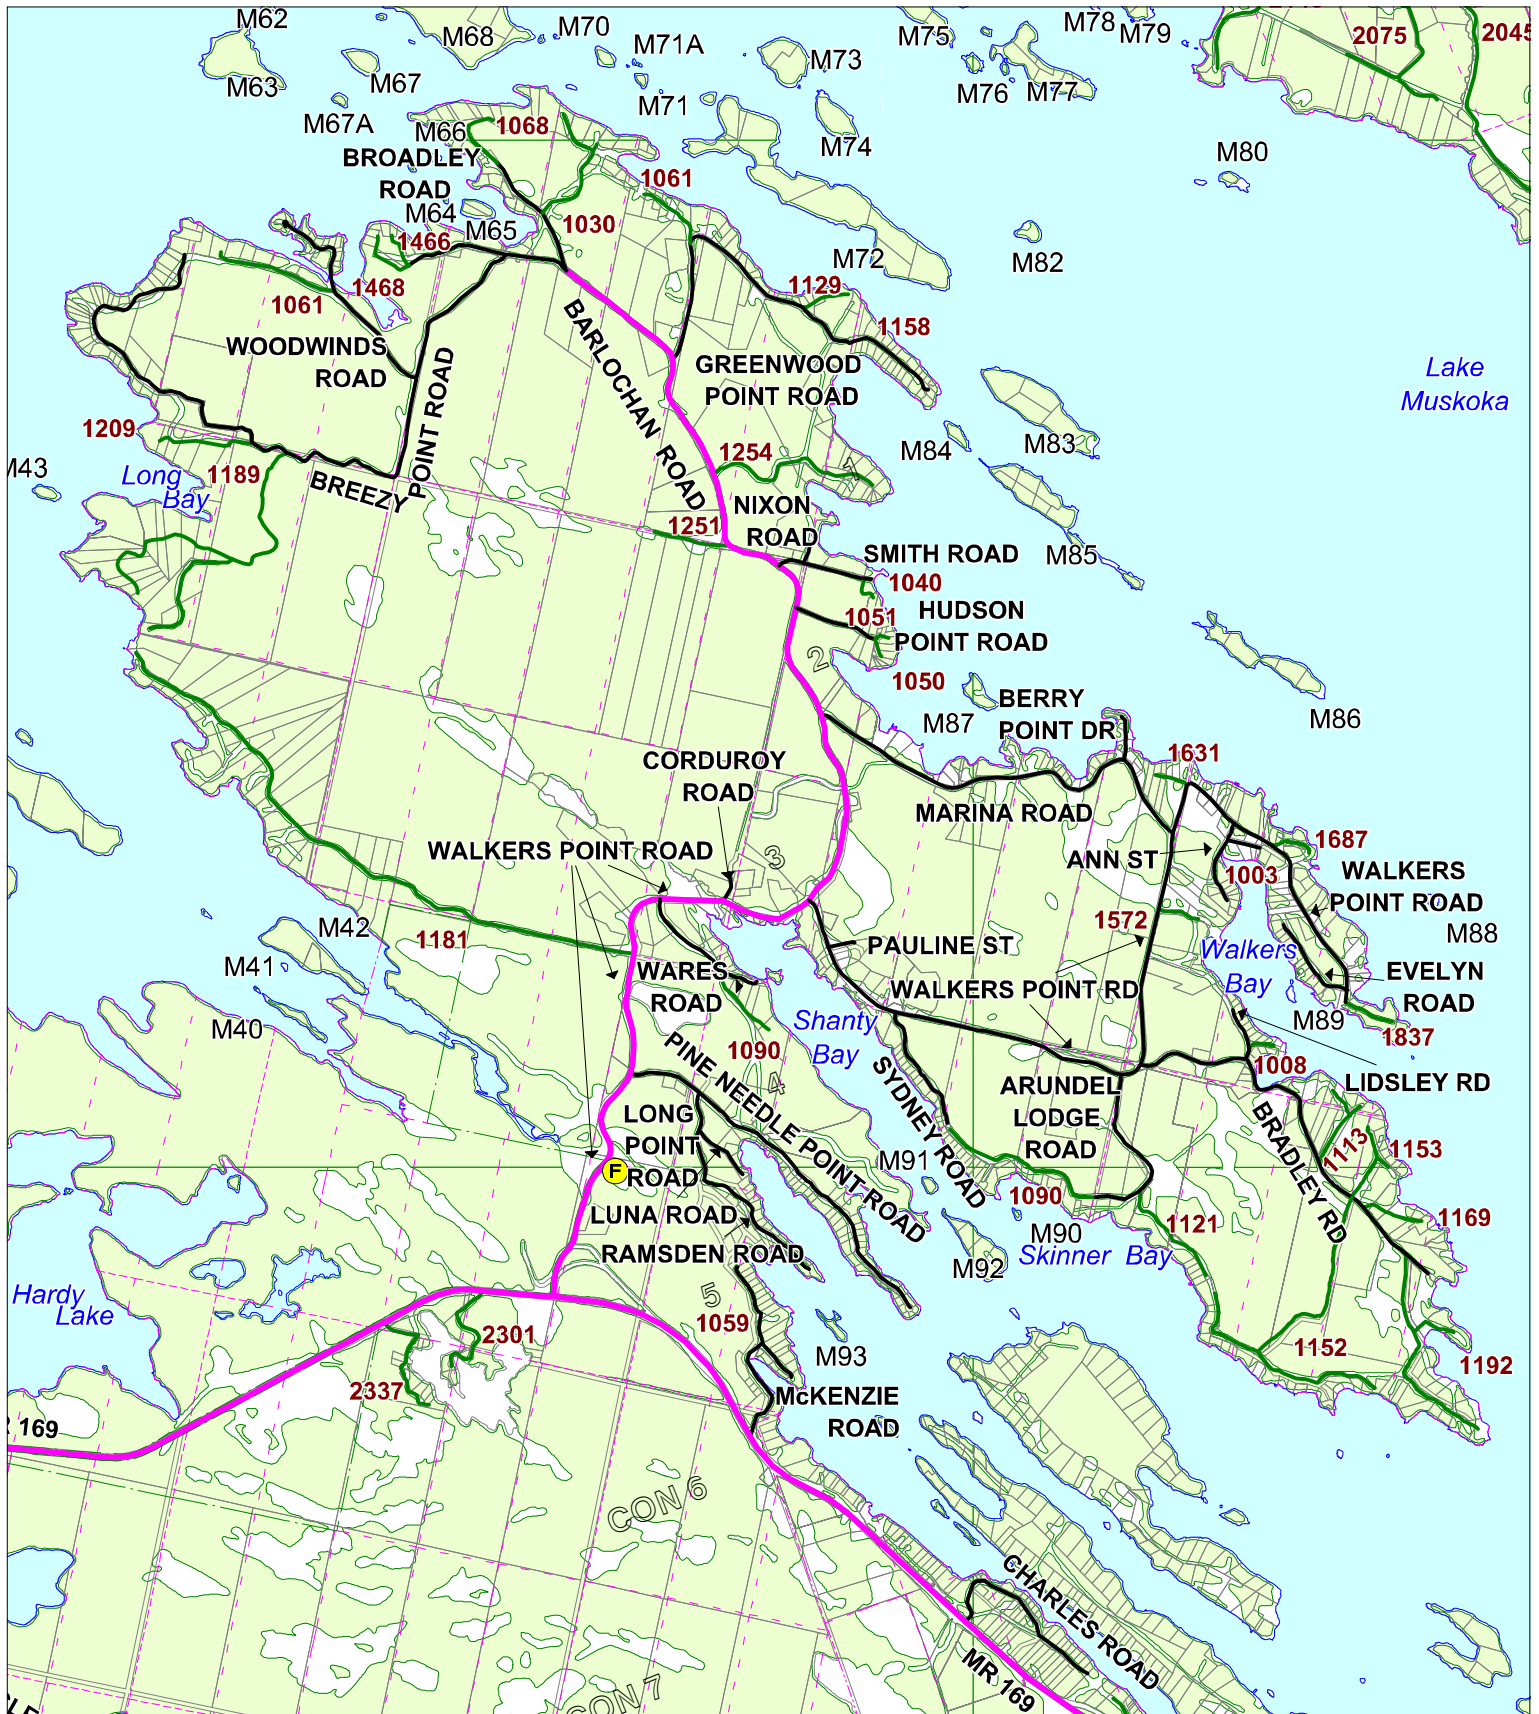 M62
M68
M70
M71A
M73
M75
M78
M79
2075
M63
M67
M71
M76
M77
M67A
M66
1068
M74
BROADLEY
ROAD
M80
1061
M64
M65
1030
1466
M72
M82
1468
1129
1061
1158
WOODWINDS
ROAD
BARLOCHAN ROAD
GREENWOOD
POINT ROAD
Lake
Muskoka
1209
M84
M83
1254
1
Long
Bay
1189
BREEZY
POINT ROAD
NIXON
ROAD
1251
SMITH ROAD
M85
1040
1051
HUDSON
POINT ROAD
2
1050
BERRY
POINT DR
M87
M86
CORDUROY
ROAD
1631
MARINA ROAD
WALKERS POINT ROAD
3
ANN ST
1687
1003
WALKERS
POINT ROAD
1572
M42
1181
PAULINE ST
Walkers
Bay
M88
M41
WARES
ROAD
WALKERS POINT RD
EVELYN
ROAD
M40
Shanty
Bay
M89
1837
1090
PINE NEEDLE POINT ROAD
4
SYDNEY ROAD
1008
LIDSLEY RD
LONG
POINT
ROAD
ARUNDEL
LODGE
ROAD
BRADLEY RD
1113
1153
F
M91
1090
LUNA ROAD
M90
1121
1169
RAMSDEN ROAD
M92
Skinner Bay
Hardy
Lake
5
1059
2301
M93
1152
1192
2337
McKENZIE
ROAD
169
CON 6
CHARLES ROAD
MR 169
CON 7